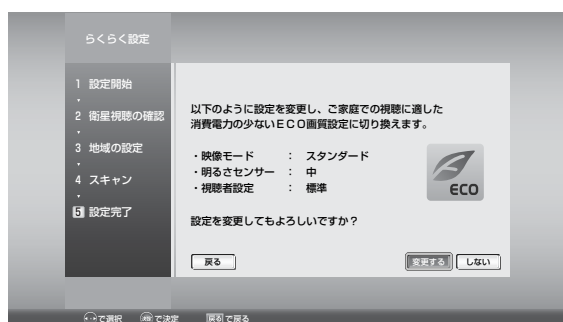 らくらく設定
1 設定開始
2 衛星視聴の確認
3 地域の設定
4 スキャン
5 設定完了
以下のように設定を変更し、ご家庭での視聴に適した
消費電力の少ないECO画質設定に切り換えます。
・映像モード : スタンダード
・明るさセンサー : 中
・視聴者設定 : 標準
ECO
設定を変更してもよろしいですか？
戻る 変更する しない
で選択 決定で決定 戻るで戻る